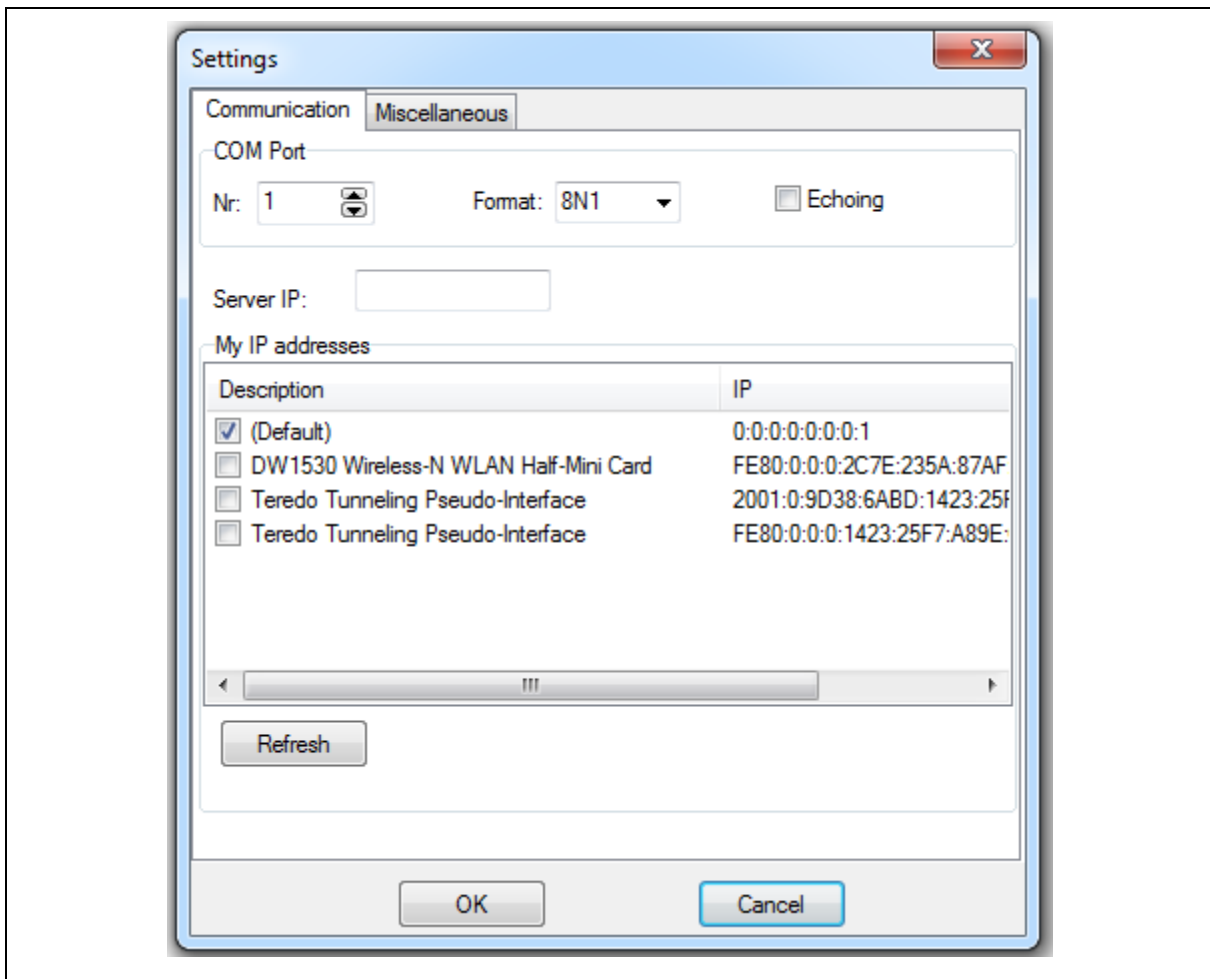 Settings
Communication Miscellaneous
COM Port
Nr: 1 Format: 8N1 Echoing
Server IP:
My IP addresses
Description IP
(Default) 0:0:0:0:0:0:0:1
DW1530 Wireless-N WLAN Half-Mini Card FE80:0:0:0:2C7E:235A:87AF
Teredo Tunneling Pseudo-Interface 2001:0:9D38:6ABD:1423:25F
Teredo Tunneling Pseudo-Interface FE80:0:0:0:1423:25F7:A89E:
Refresh
OK Cancel